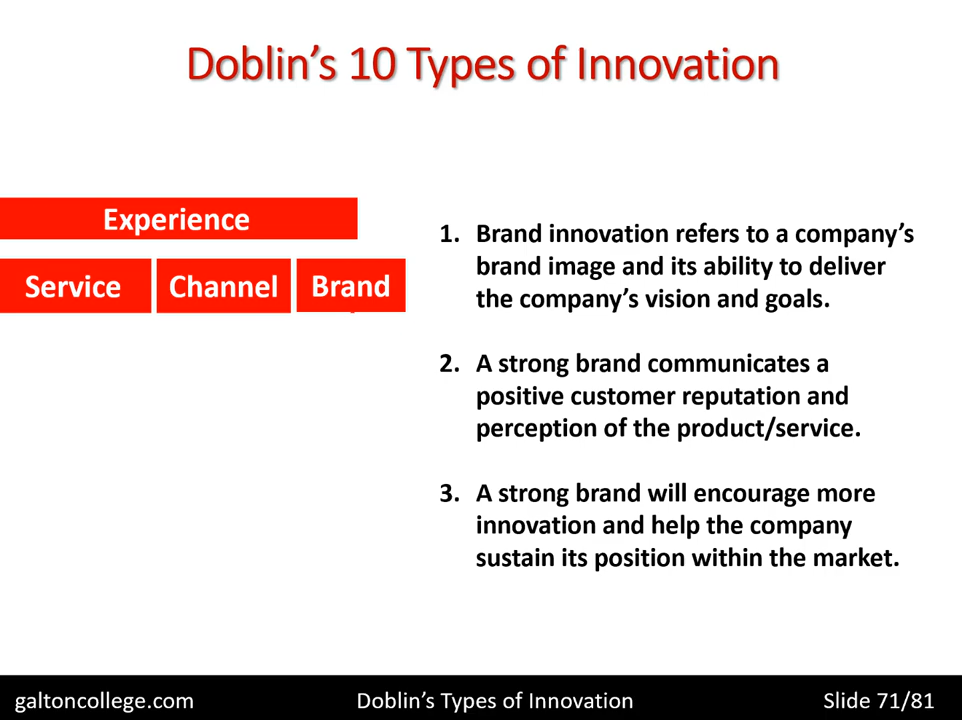 Doblin’s 10 Types of Innovation
Experience
Service
Channel
Brand
1. Brand innovation refers to a company’s
brand image and its ability to deliver
the company’s vision and goals.
2. A strong brand communicates a
positive customer reputation and
perception of the product/service.
3. A strong brand will encourage more
innovation and help the company
sustain its position within the market.
galtoncollege.com
Doblin’s Types of Innovation
Slide 71/81